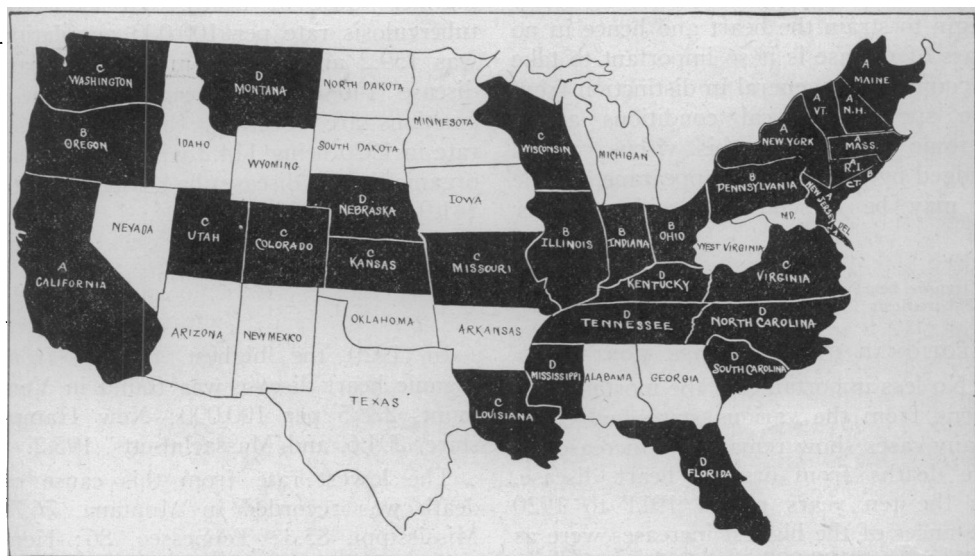 C
WASHINGTON
B
OREGON
A
CALIFORNIA
NEVADA
IDAHO
D
MONTANA
WYOMING
C
UTAH
C
COLORADO
ARIZONA
NEW MEXICO
NORTH DAKOTA
SOUTH DAKOTA
D
NEBRASKA
C
KANSAS
OKLAHOMA
TEXAS
MINNESOTA
IOWA
C
MISSOURI
ARKANSAS
C
LOUISIANA
C
WISCONSIN
MICHIGAN
B
ILLINOIS
B
INDIANA
B
OHIO
D
KENTUCKY
D
TENNESSEE
D
MISSISSIPPI
ALABAMA
GEORGIA
D
FLORIDA
D
SOUTH CAROLINA
D
NORTH CAROLINA
C
VIRGINIA
WEST VIRGINIA
MD.
DEL
A
NEW JERSEY
B
PENNSYLVANIA
A
NEW YORK
A
VT.
A
N.H.
A
MAINE
A
MASS.
A
R.I.
B
CT.